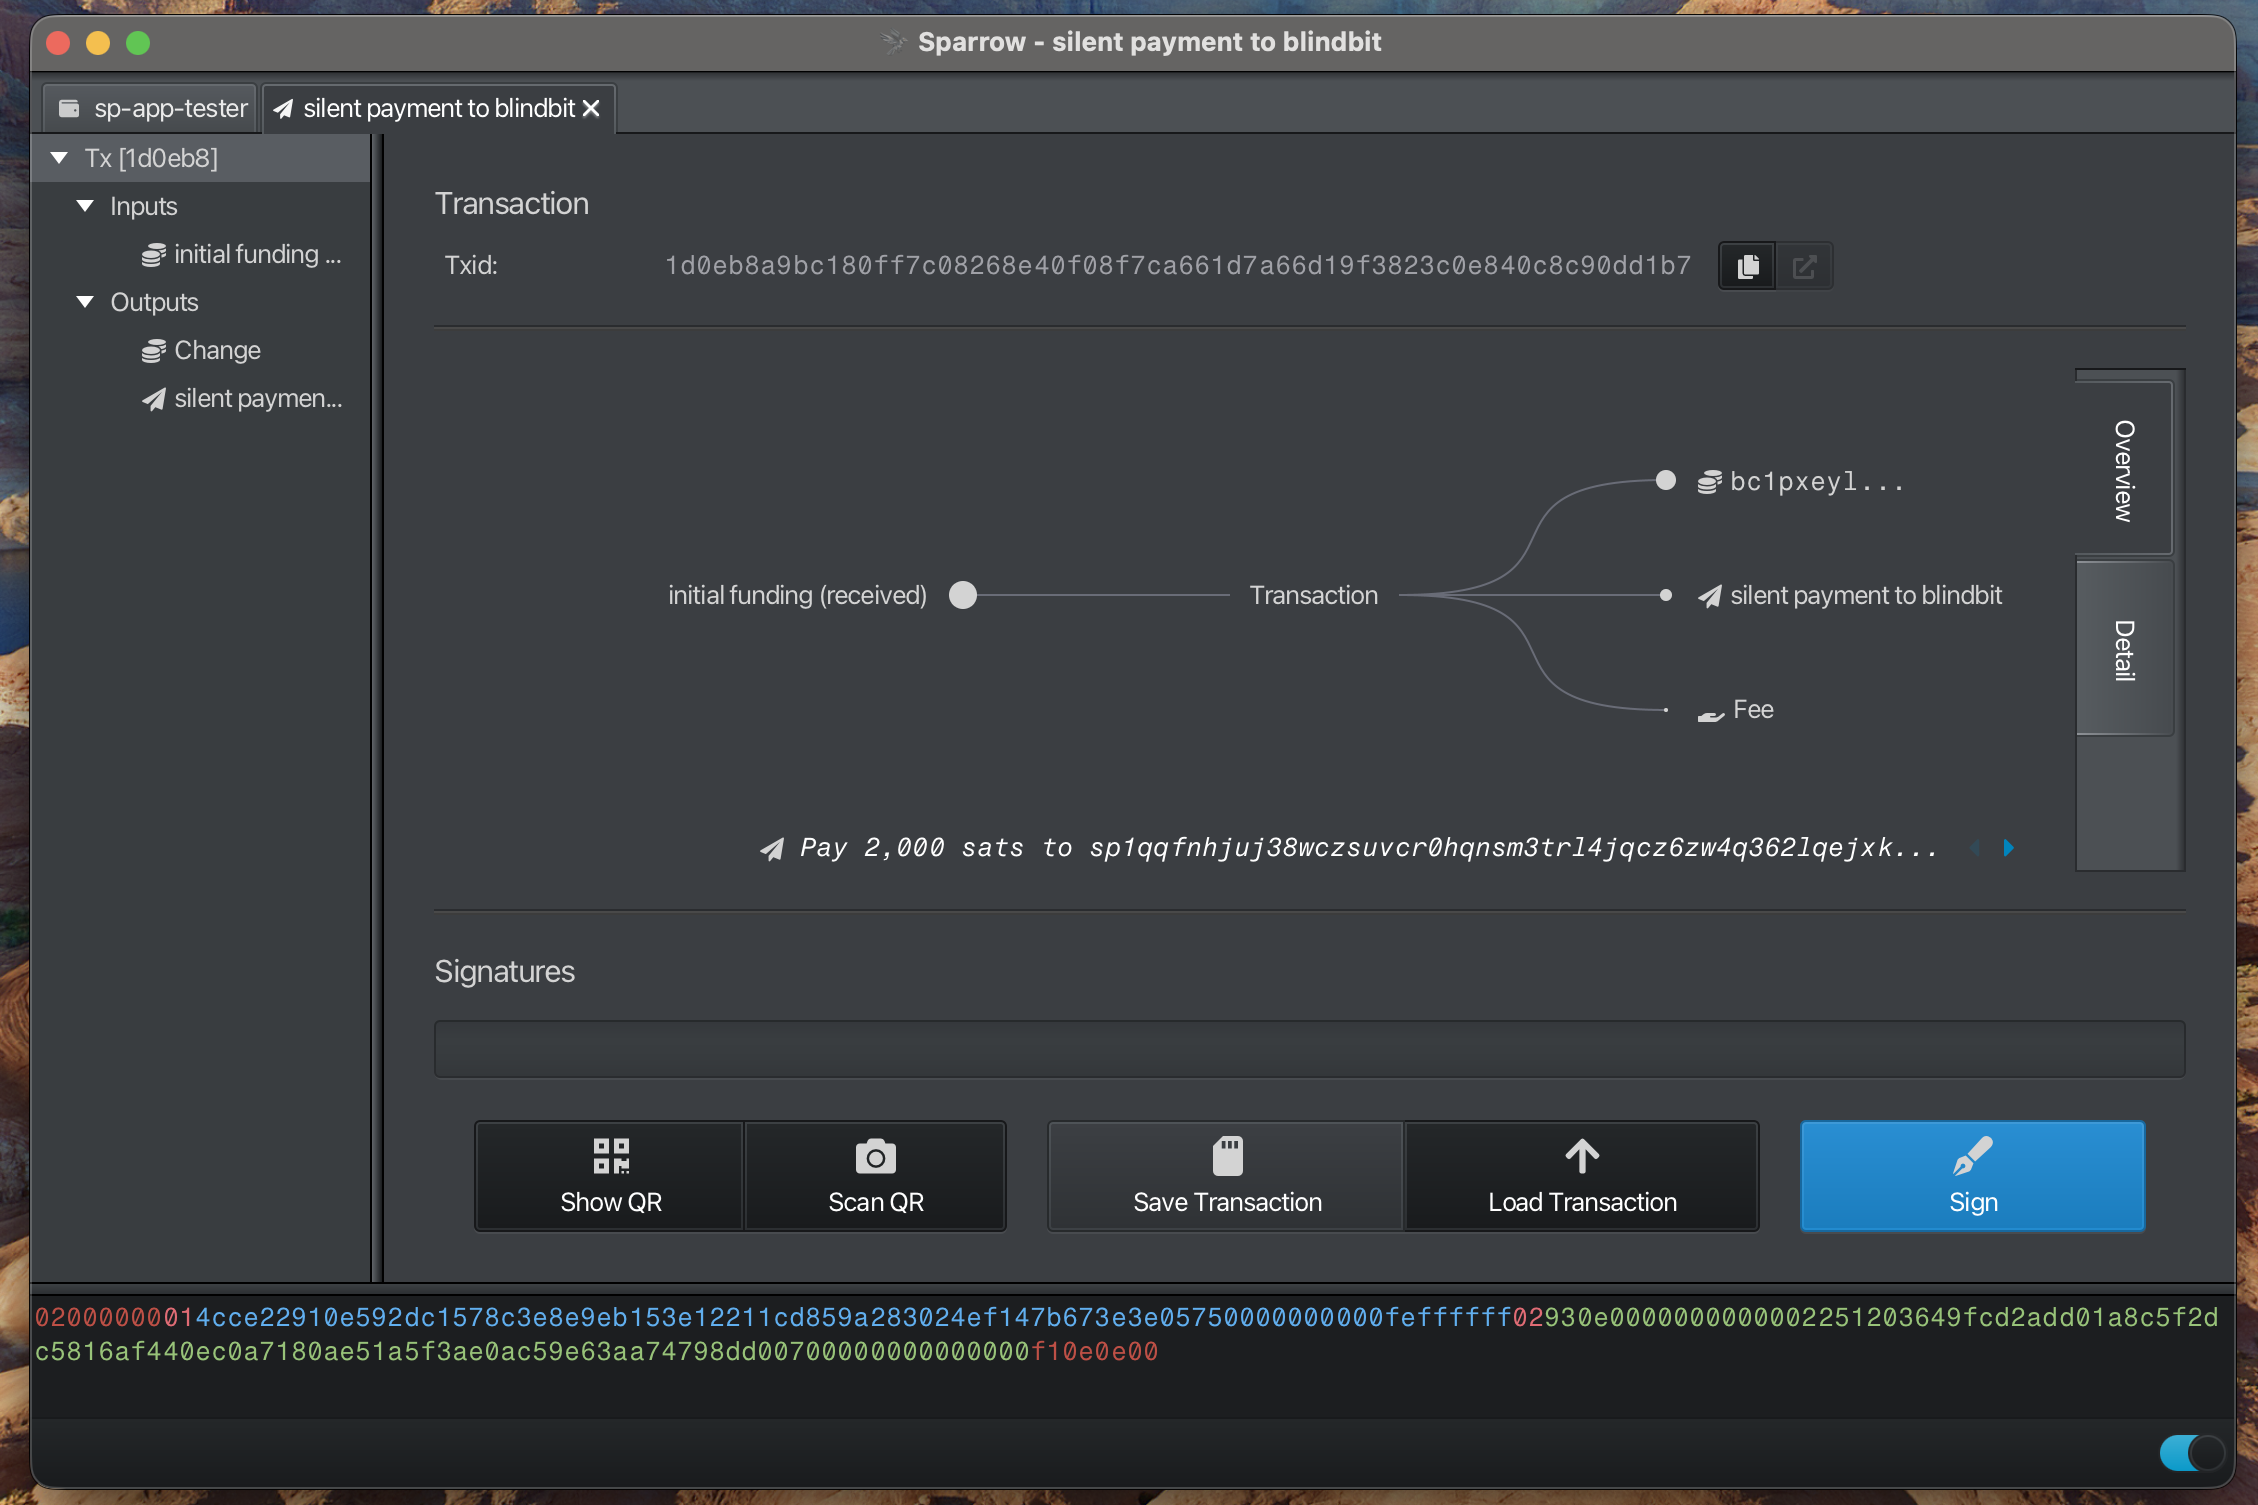 Sparrow - silent payment to blindbit
sp-app-tester
silent payment to blindbit
Tx [1d0eb8]
Inputs
initial funding ...
Outputs
Change
silent paymen...
Transaction
Txid: 1d0eb8a9bc180ff7c08268e40f08f7ca661d7a66d19f3823c0e840c8c90dd1b7
bc1pxeyl...
initial funding (received)
Transaction
silent payment to blindbit
Fee
Overview
Detail
Pay 2,000 sats to sp1qqfnhjuj38wczsuvcr0hqnsm3trl4jqcz6zw4q362lqejxk...
Signatures
Show QR
Scan QR
Save Transaction
Load Transaction
Sign
02000000014cce22910e592dc1578c3e8e9eb153e12211cd859a283024ef147b673e3e05750000000000feffffff02930e0000000000002251203649fcd2add01a8c5f2d
c5816af440ec0a7180ae51a5f3ae0ac59e63aa74798dd00700000000000000f10e0e00